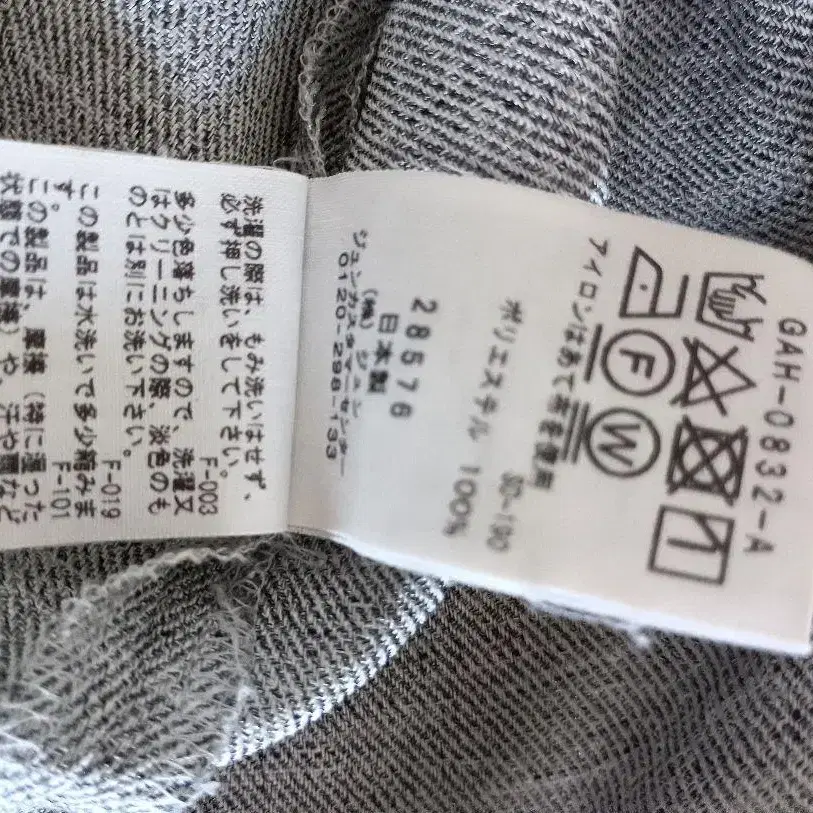 GAH-0832-A
F W
アイロンはあて布を使用
ポリエステル 100%
28576
日本製
(株) ジュン
ジュンカスタマーセンター
0120-298-133
洗濯の際は、もみ洗いはせず、
必ず押し洗いをして下さい。
F-003
多少色落ちしますので、洗濯又
はクリーニングの際、淡色のも
のとは別にお洗い下さい。
F-019
この製品は水洗いで多少縮みま
す。 F-101
この製品は、摩擦（特に湿った
状態での摩擦）や、汗や雨など